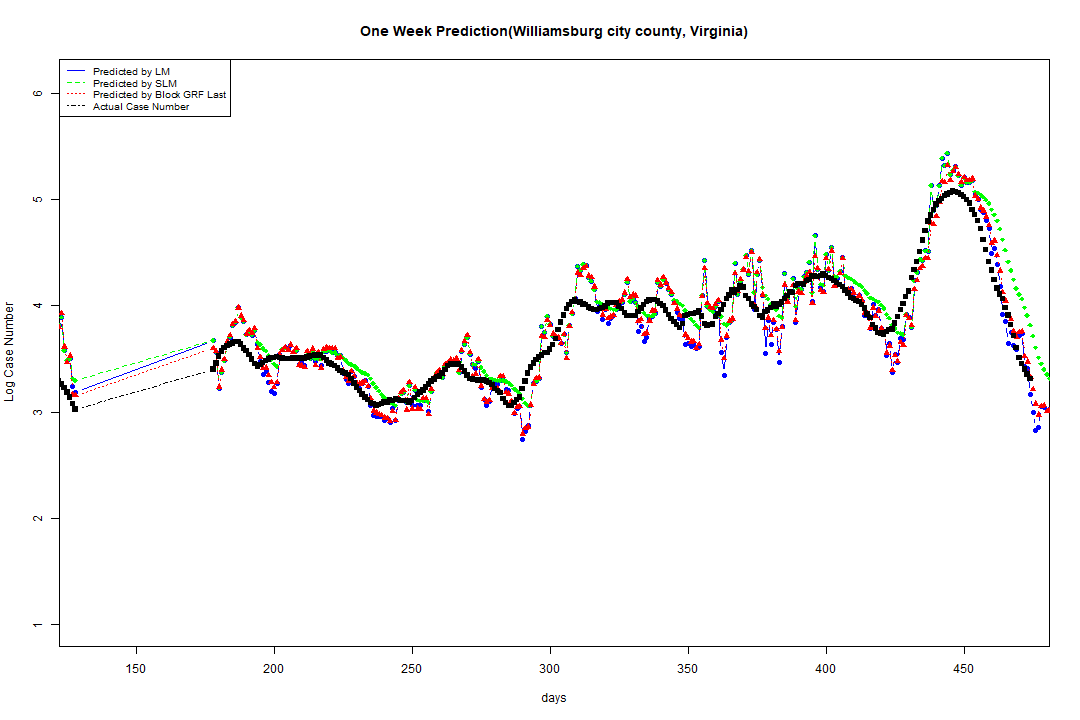 One Week Prediction(Williamsburg city county, Virginia)
Predicted by LM
Predicted by SLM
Predicted by Block GRF Last
Actual Case Number
Log Case Number
6
5
4
3
2
1
150 200 250 300 350 400 450
days